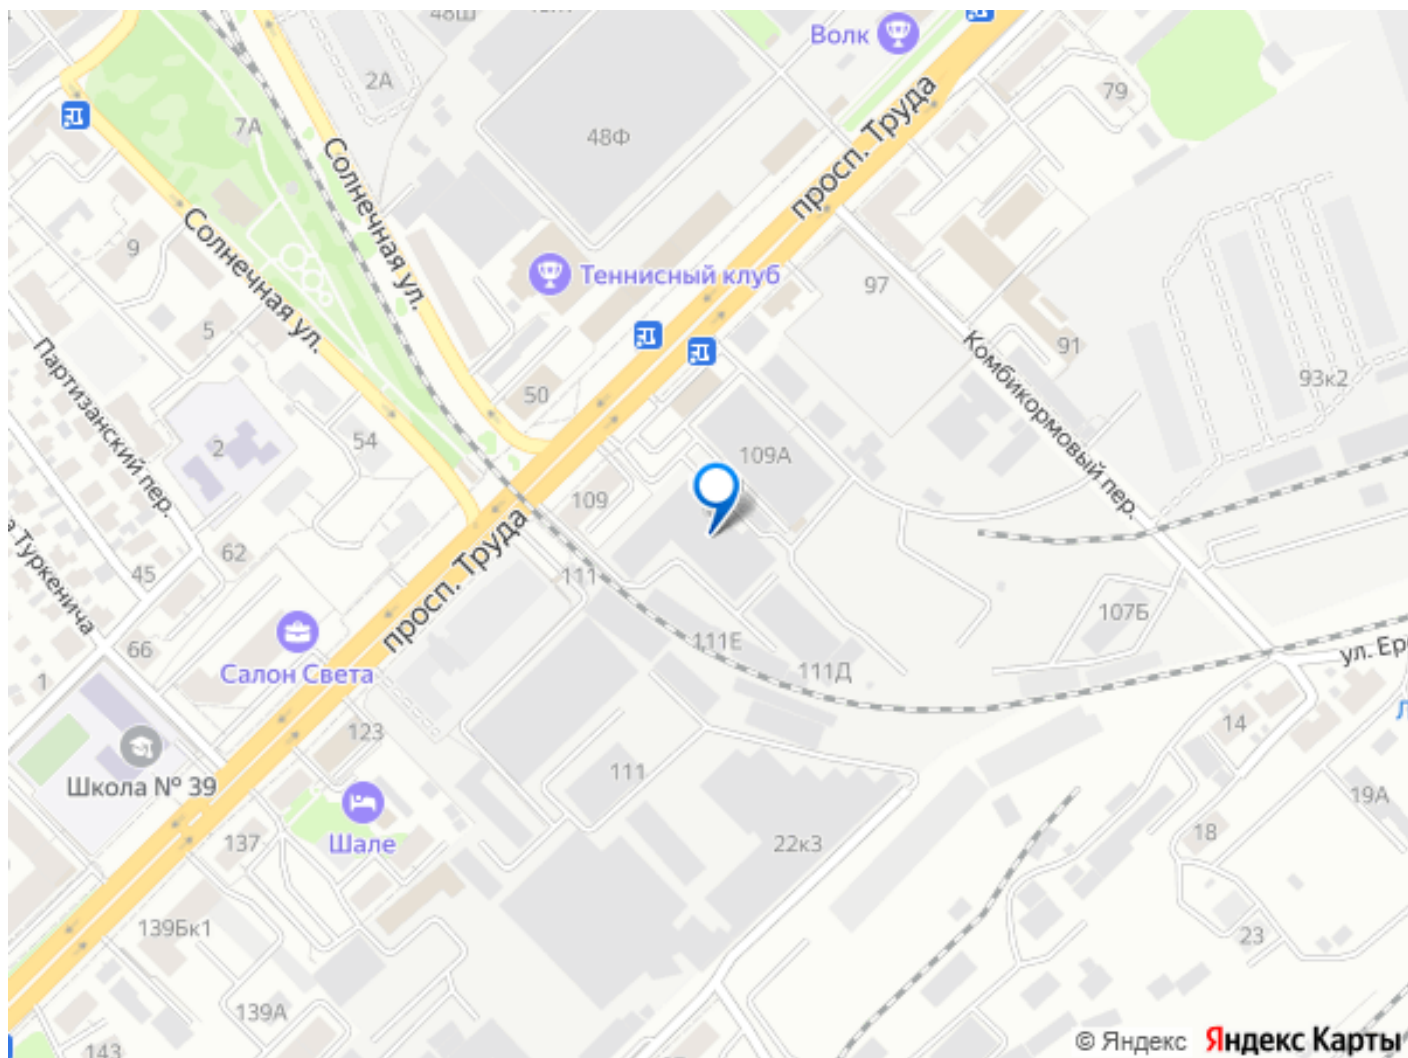 48Ш
Волк
2А
79
7А
48Ф
просп. Труда
Солнечная ул.
Солнечная ул.
9
Теннисный клуб
97
5
Партизанский пер.
Комбикормовый пер.
91
93к2
50
54
2
109А
109
просп. Труда
62
45
Туркенича
111
107Б
66
111Е
ул. Ер
Салон Света
111Д
1
14
123
Школа № 39
111
19А
Шале
137
22к3
18
139Бк1
23
139А
143
© Яндекс
Яндекс Карты